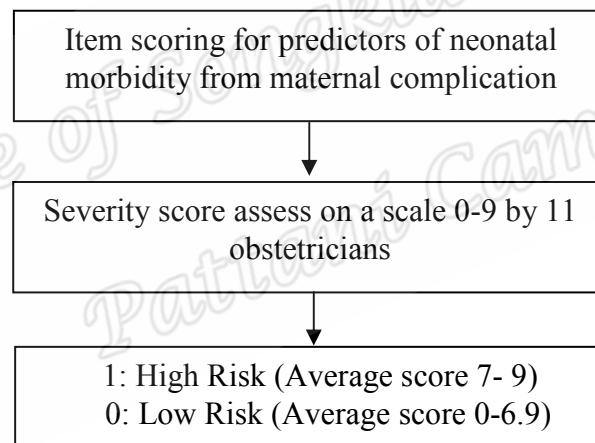 Item scoring for predictors of neonatal
morbidity from maternal complication
Severity score assess on a scale 0-9 by 11
obstetricians
1: High Risk (Average score 7- 9)
0: Low Risk (Average score 0-6.9)